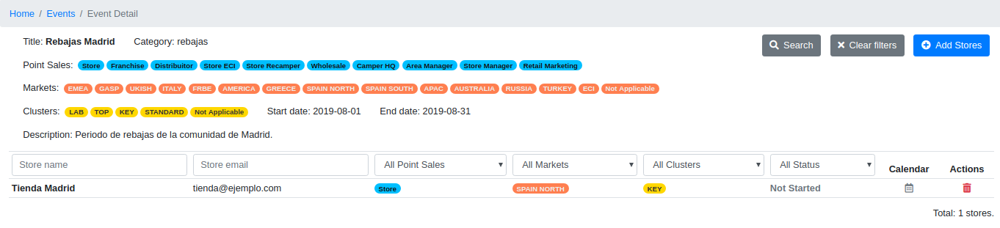 Home / Events / Event Detail
Title: Rebajas Madrid Category: rebajas Search Clear filters Add Stores
Point Sales: Store Franchise Distribuitor Store ECI Store Recamper Wholesale Camper HQ Area Manager Store Manager Retail Marketing
Markets: EMEA GASP UKISH ITALY FRBE AMERICA GREECE SPAIN NORTH SPAIN SOUTH APAC AUSTRALIA RUSSIA TURKEY ECI Not Applicable
Clusters: LAB TOP KEY STANDARD Not Applicable Start date: 2019-08-01 End date: 2019-08-31
Description: Periodo de rebajas de la comunidad de Madrid.
Store name Store email All Point Sales All Markets All Clusters All Status Calendar Actions
Tienda Madrid tienda@ejemplo.com Store SPAIN NORTH KEY Not Started
Total: 1 stores.